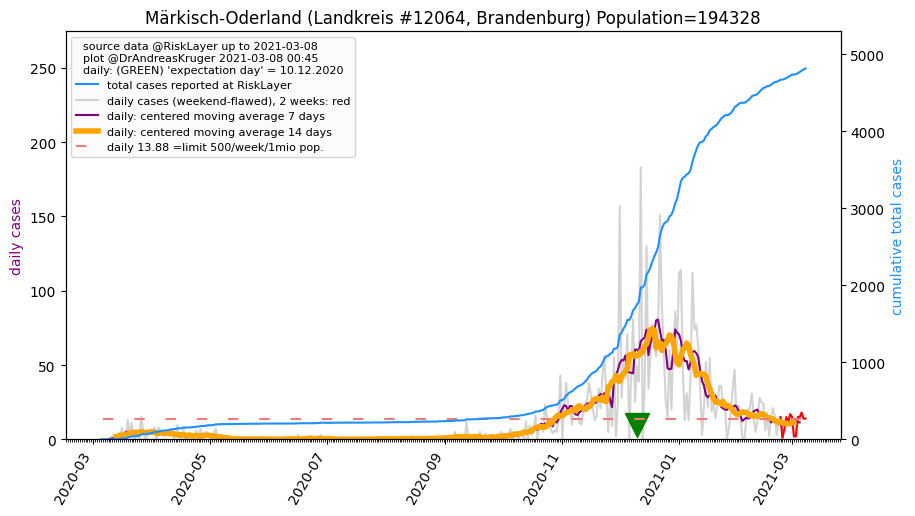 Märkisch-Oderland (Landkreis #12064, Brandenburg) Population=194328
source data @RiskLayer up to 2021-03-08
plot @DrAndreasKruger 2021-03-08 00:45
daily: (GREEN) 'expectation day' = 10.12.2020
total cases reported at RiskLayer
daily cases (weekend-flawed), 2 weeks: red
daily: centered moving average 7 days
daily: centered moving average 14 days
daily 13.88 =limit 500/week/1mio pop.
daily cases
250
200
150
100
50
0
cumulative total cases
5000
4000
3000
2000
1000
0
2020-03
2020-05
2020-07
2020-09
2020-11
2021-01
2021-03